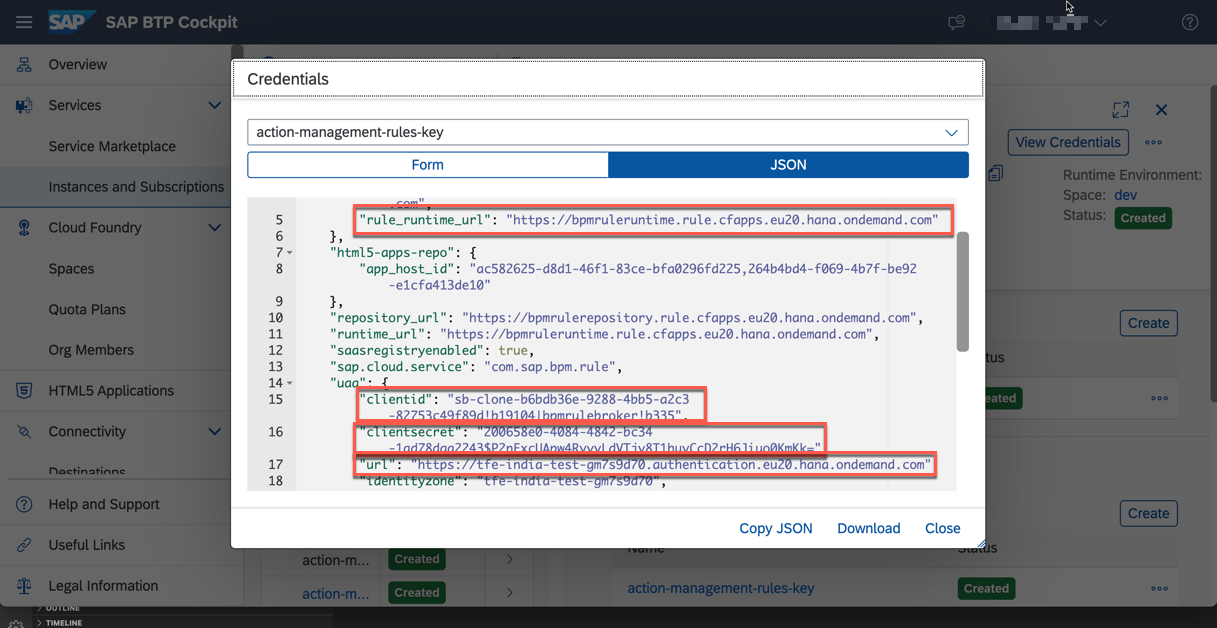 SAP SAP BTP Cockpit
Overview
Services
Service Marketplace
Instances and Subscriptions
Cloud Foundry
Spaces
Quota Plans
Org Members
HTML5 Applications
Connectivity
Destinations
Help and Support
Useful Links
Legal Information
OUTLINE
TIMELINE
Credentials
action-management-rules-key
Form JSON
.com",
5 "rule_runtime_url": "https://bpmruleruntime.rule.cfapps.eu20.hana.ondemand.com"
6 },
7 "html5-apps-repo": {
8 "app_host_id": "ac582625-d8d1-46f1-83ce-bfa0296fd225,264b4bd4-f069-4b7f-be92
-e1cfa413de10"
9 },
10 "repository_url": "https://bpmrulerepository.rule.cfapps.eu20.hana.ondemand.com",
11 "runtime_url": "https://bpmruleruntime.rule.cfapps.eu20.hana.ondemand.com",
12 "saasregistryenabled": true,
13 "sap.cloud.service": "com.sap.bpm.rule",
14 "uaa": {
15 "clientid": "sb-clone-b6bdb36e-9288-4bb5-a2c3
-82753c49f89d!b19104|bpmrulebroker!b335",
16 "clientsecret": "200658e0-4084-4842-bc34
17 "url": "https://tfe-india-test-gm7s9d70.authentication.eu20.hana.ondemand.com"
18 "identityzone": "tfe-india-test-gm7s9d70",
Copy JSON Download Close
View Credentials
Runtime Environment:
Space: dev
Status: Created
Create
tus
eated
Create
Name Status
action-m... Created
action-m... Created
action-management-rules-key Created